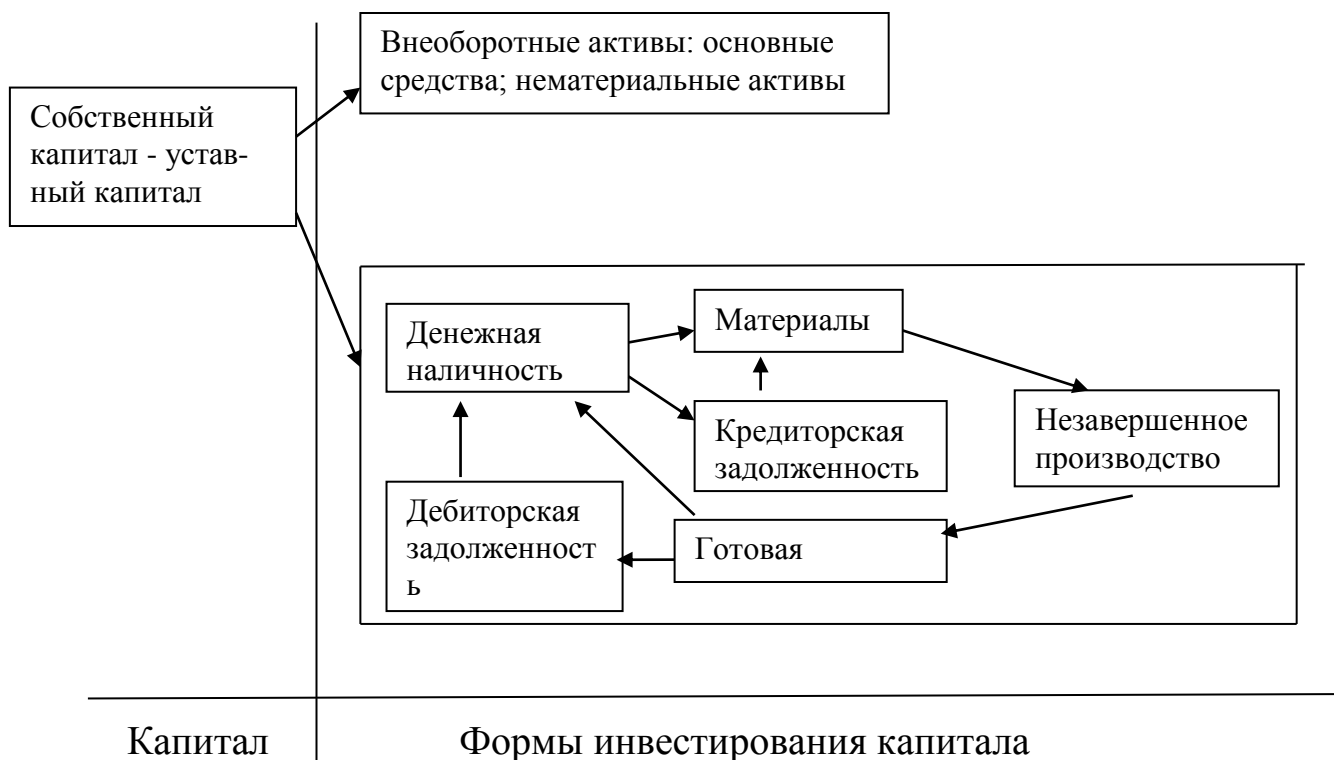 Внеоборотные активы: основные
средства; нематериальные активы
Собственный
капитал - устав-
ный капитал
Денежная
наличность
Материалы
Кредиторская
задолженность
Незавершенное
производство
Дебиторская
задолженност
ь
Готовая
Капитал
Формы инвестирования капитала